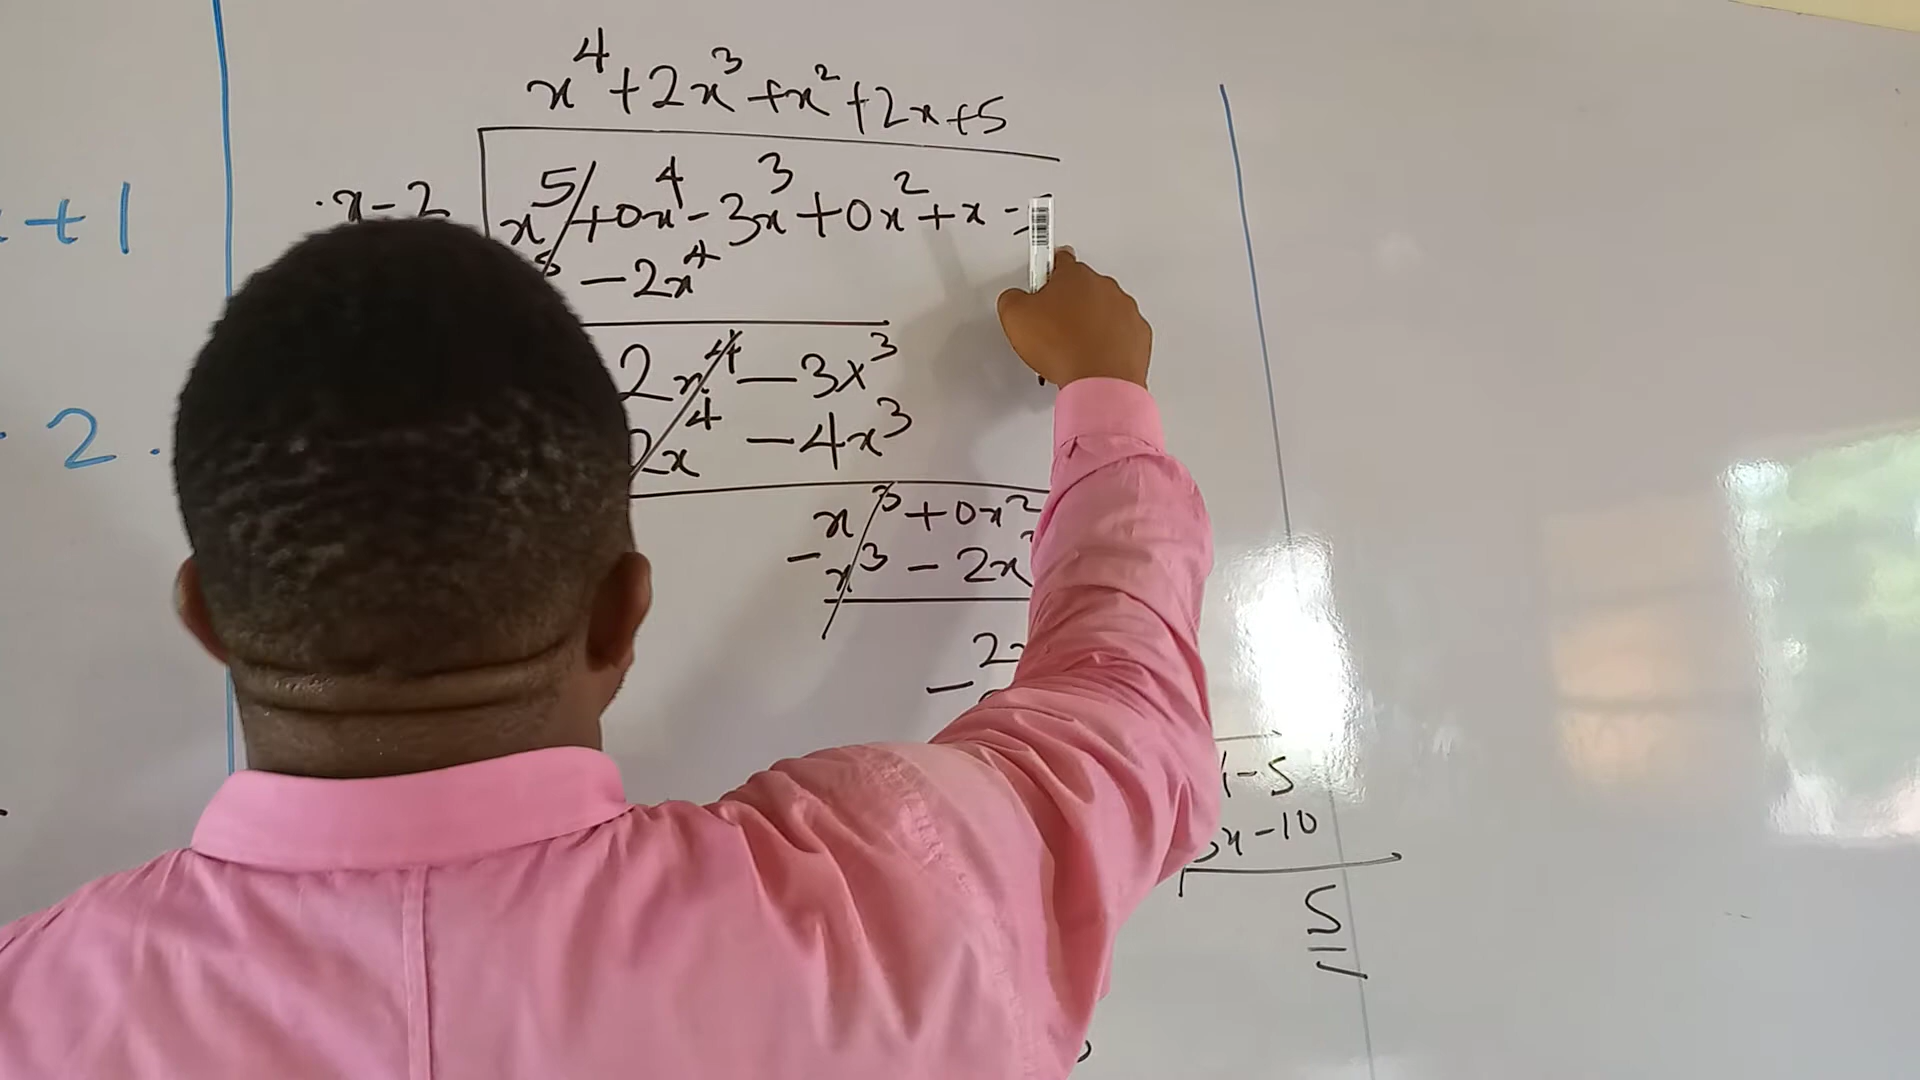 x⁴+2x³+x²+2x+5
x-2
x⁵+0x⁴-3x³+0x²+x-
-2x⁴
+1
2x⁴-3x³
2x⁴-4x³
2.
x³+0x²
-x³-2x
2
-
-5
x-10
5